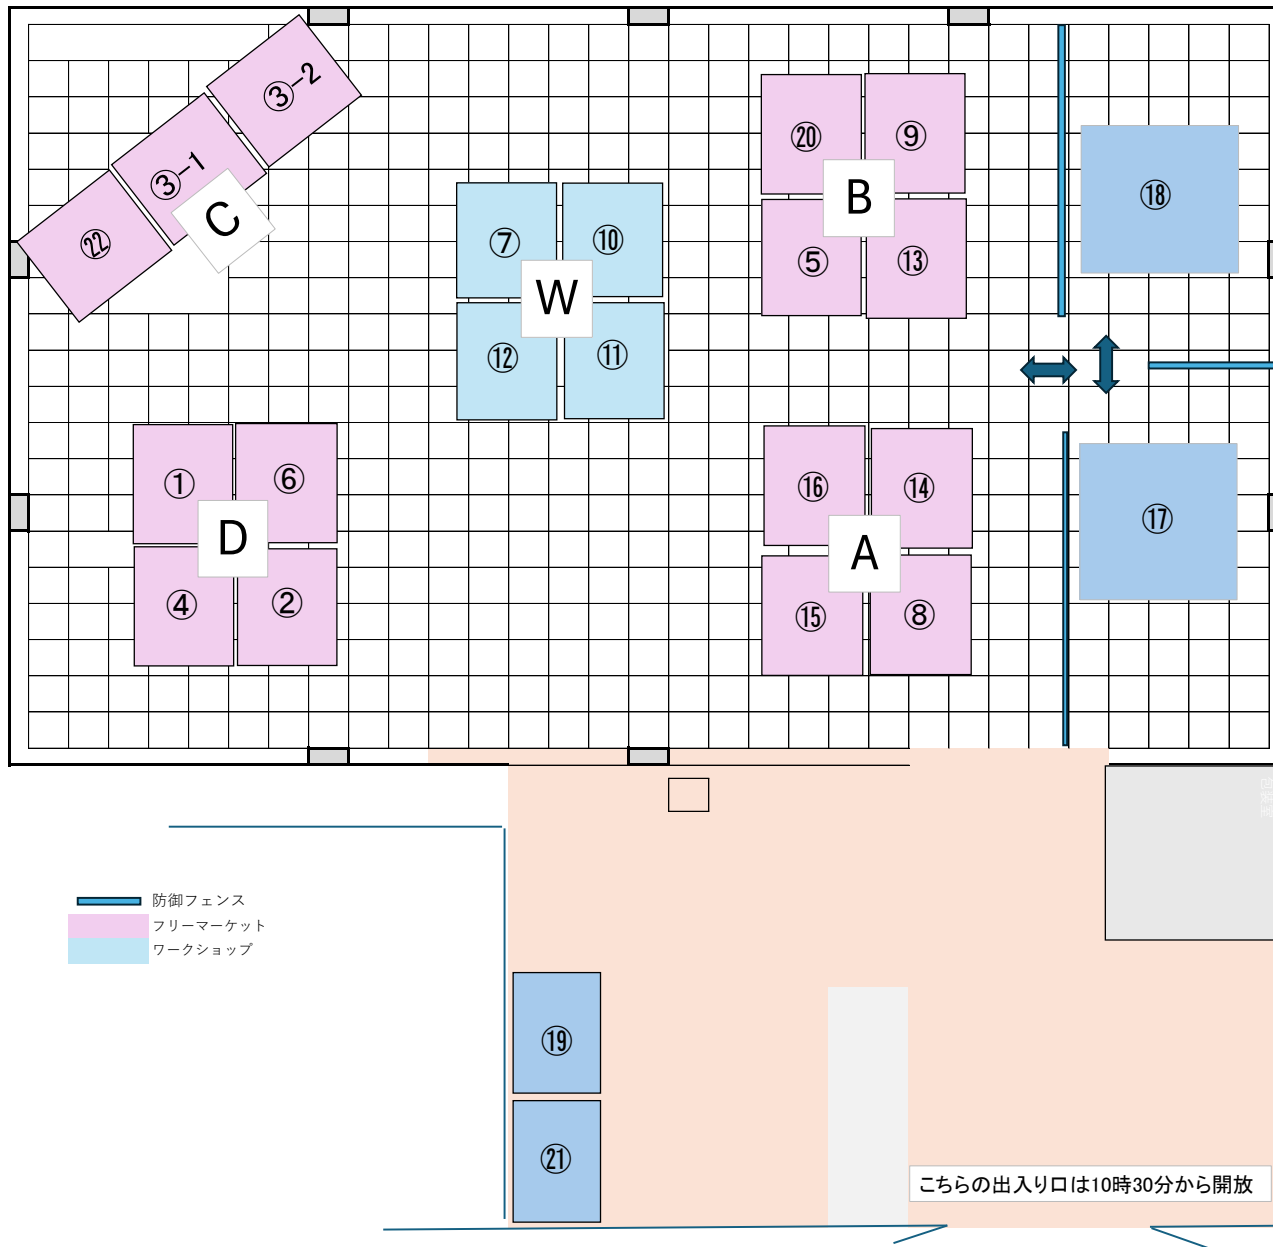 ③-2
③-1
㉒
C
⑦
⑩
W
⑫
⑪
⑳
⑨
B
⑤
⑬
⑱
①
⑥
D
④
②
⑯
⑭
A
⑮
⑧
⑰
防御フェンス
フリーマーケット
ワークショップ
⑲
㉑
こちらの出入り口は10時30分から開放